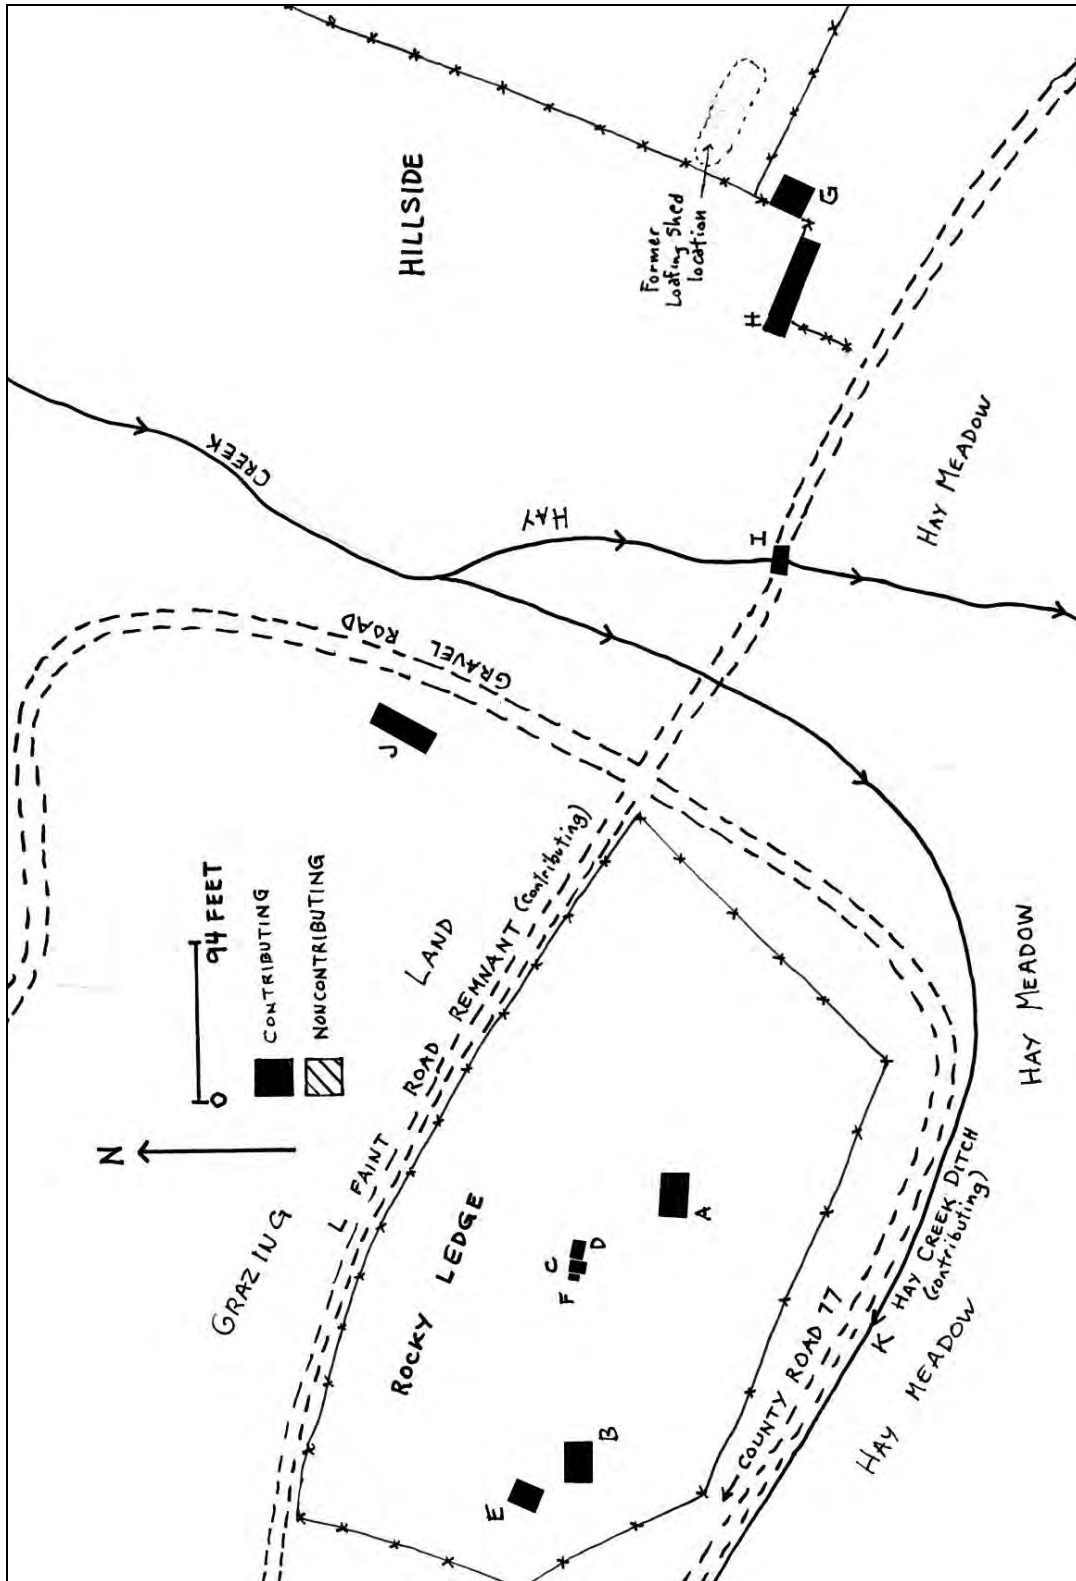 HILLSIDE
Former
Loafing Shed
location
G
H
CREEK
HAY
I
HAY MEADOW
GRAVEL ROAD
J
N
0 94 FEET
CONTRIBUTING
NONCONTRIBUTING
GRAZING LAND
L FAINT ROAD REMNANT (contributing)
ROCKY LEDGE
A
F C D
B
E
COUNTY ROAD 77
K HAY CREEK DITCH
(contributing)
HAY MEADOW
HAY MEADOW